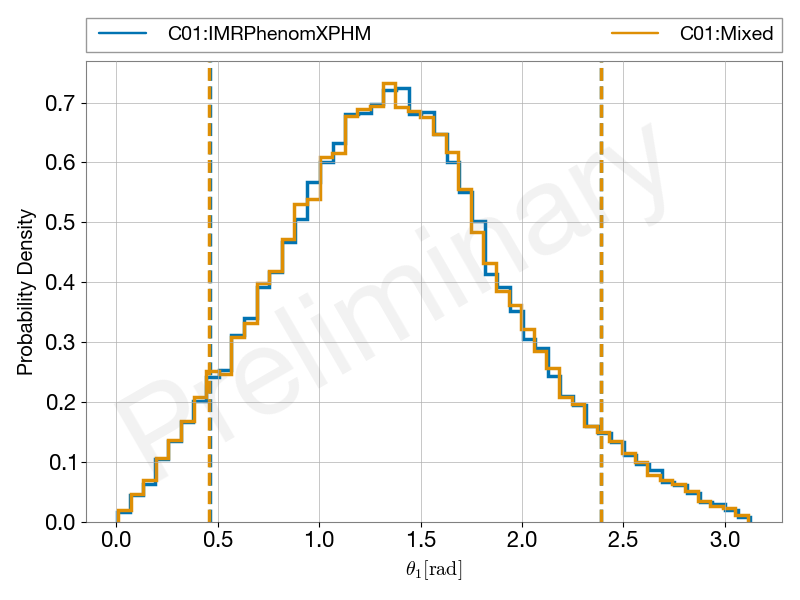 C01:IMRPhenomXPHM C01:Mixed
Preliminary
Probability Density
0.7
0.6
0.5
0.4
0.3
0.2
0.1
0.0
0.0 0.5 1.0 1.5 2.0 2.5 3.0
θ₁[rad]